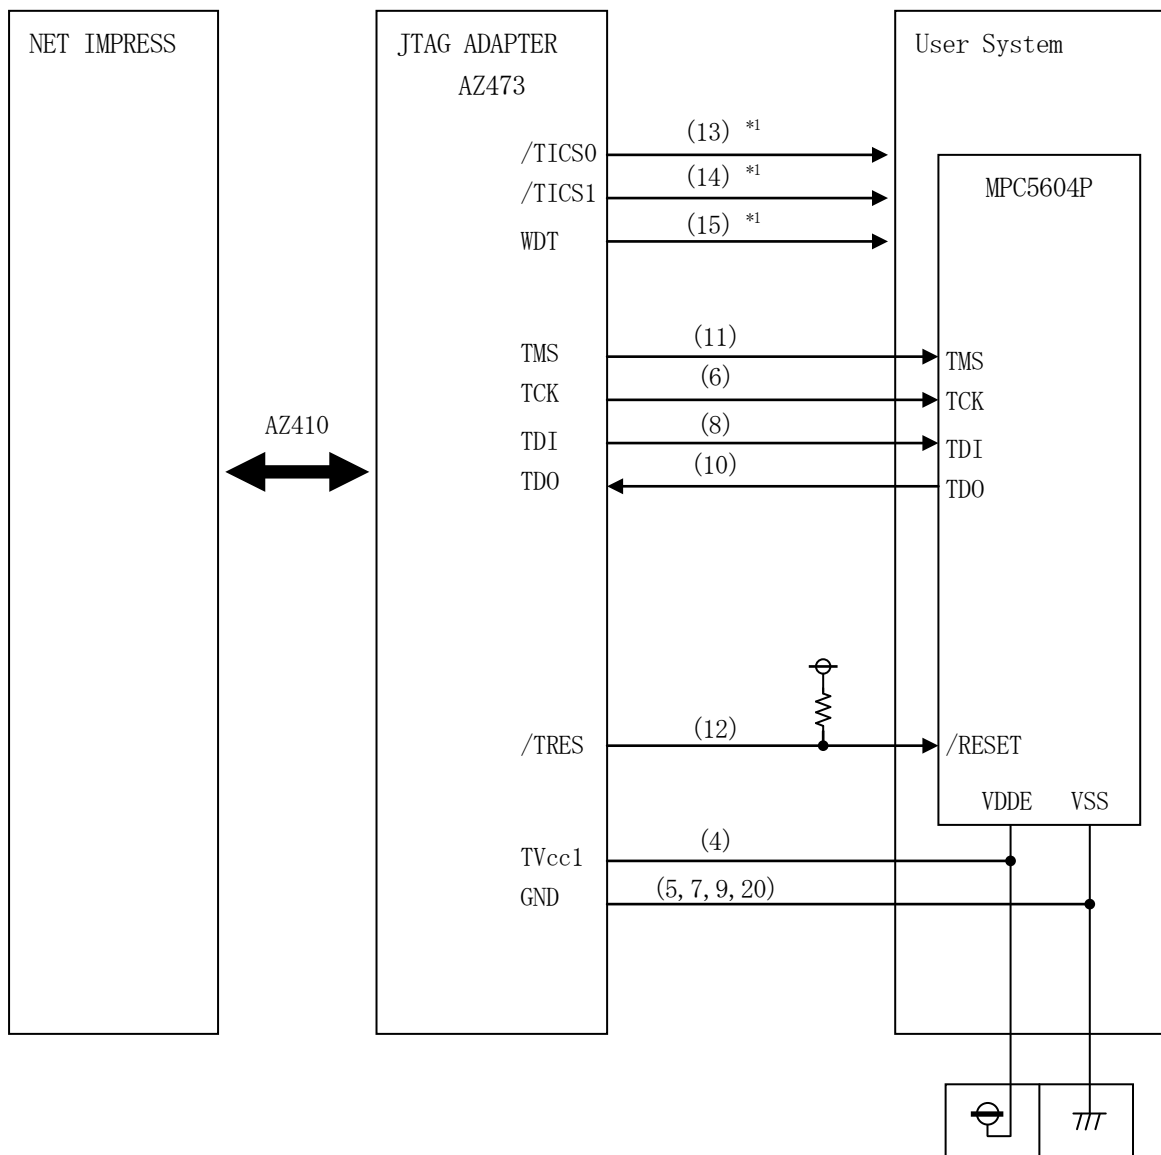 NET IMPRESS
JTAG ADAPTER
AZ473
User System
/TICS0
(13) *1
/TICS1
(14) *1
WDT
(15) *1
MPC5604P
TMS
(11)
TMS
TCK
(6)
TCK
AZ410
TDI
(8)
TDI
TDO
(10)
TDO
/TRES
(12)
/RESET
VDDE VSS
TVcc1
(4)
GND
(5, 7, 9, 20)